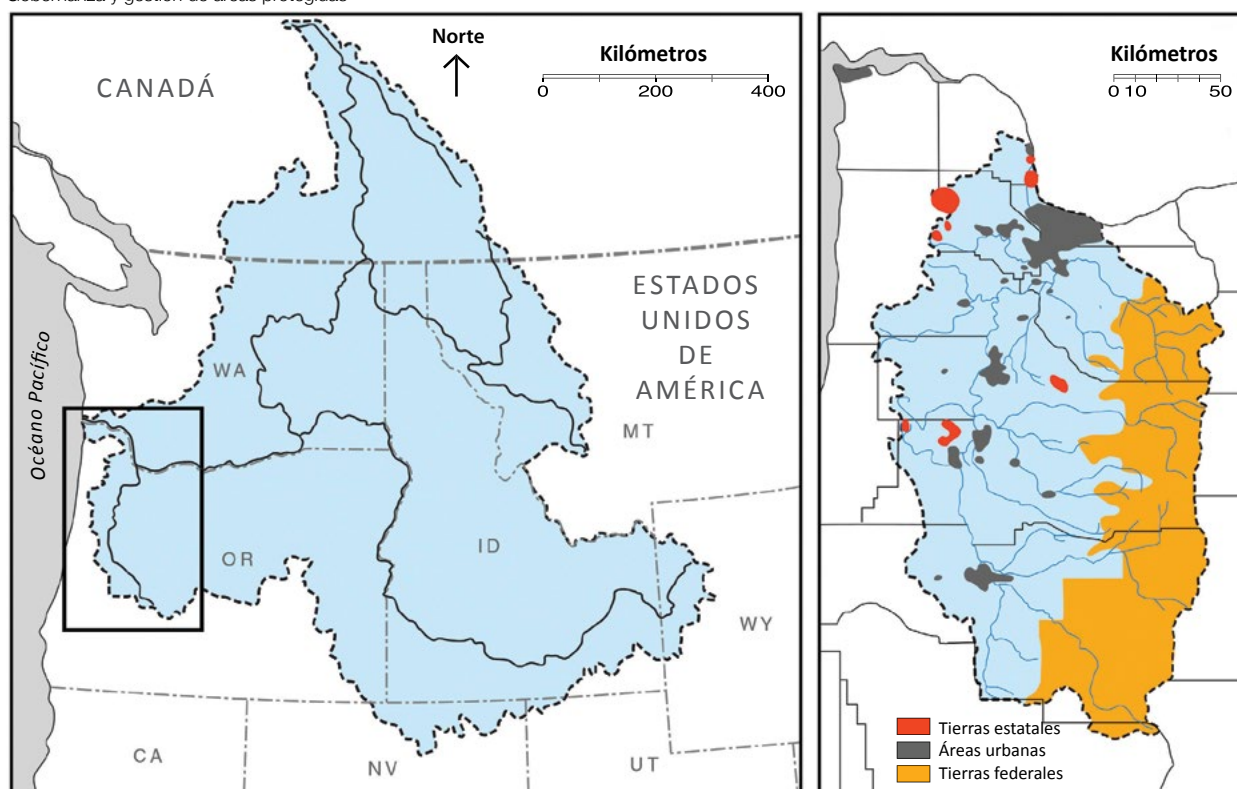 Gobernanza y gestión de áreas protegidas
CANADÁ
Norte
Kilómetros
0 200 400
ESTADOS
UNIDOS
DE
AMÉRICA
Océano Pacífico
WA
MT
OR
ID
WY
CA
NV
UT
Kilómetros
0 10 50
Tierras estatales
Áreas urbanas
Tierras federales